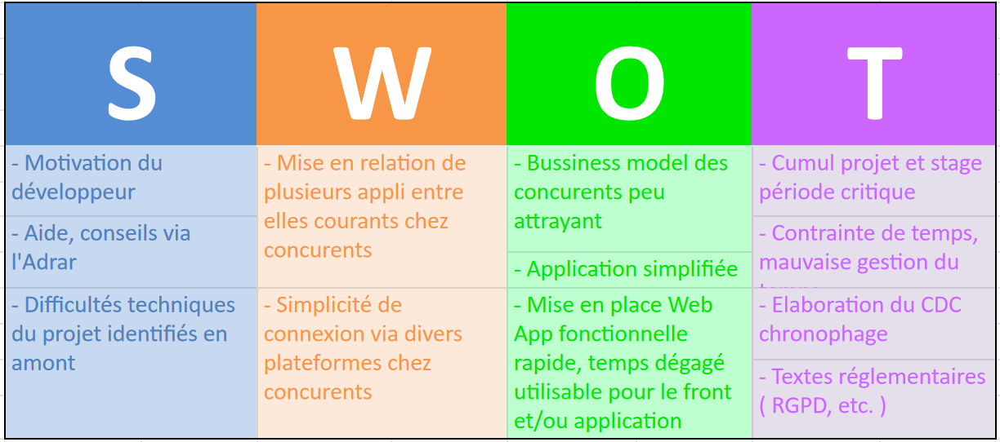 S
W
O
T
- Motivation du
développeur
- Aide, conseils via
l'Adrar
- Difficultés techniques
du projet identifiés en
amont
- Mise en relation de
plusieurs appli entre
elles courants chez
concurents
- Simplicité de
connexion via divers
plateformes chez
concurents
- Bussiness model des
concurents peu
attrayant
- Application simplifiée
- Mise en place Web
App fonctionnelle
rapide, temps dégagé
utilisable pour le front
et/ou application
- Cumul projet et stage
période critique
- Contrainte de temps,
mauvaise gestion du
- Elaboration du CDC
chronophage
- Textes réglementaires
( RGPD, etc. )